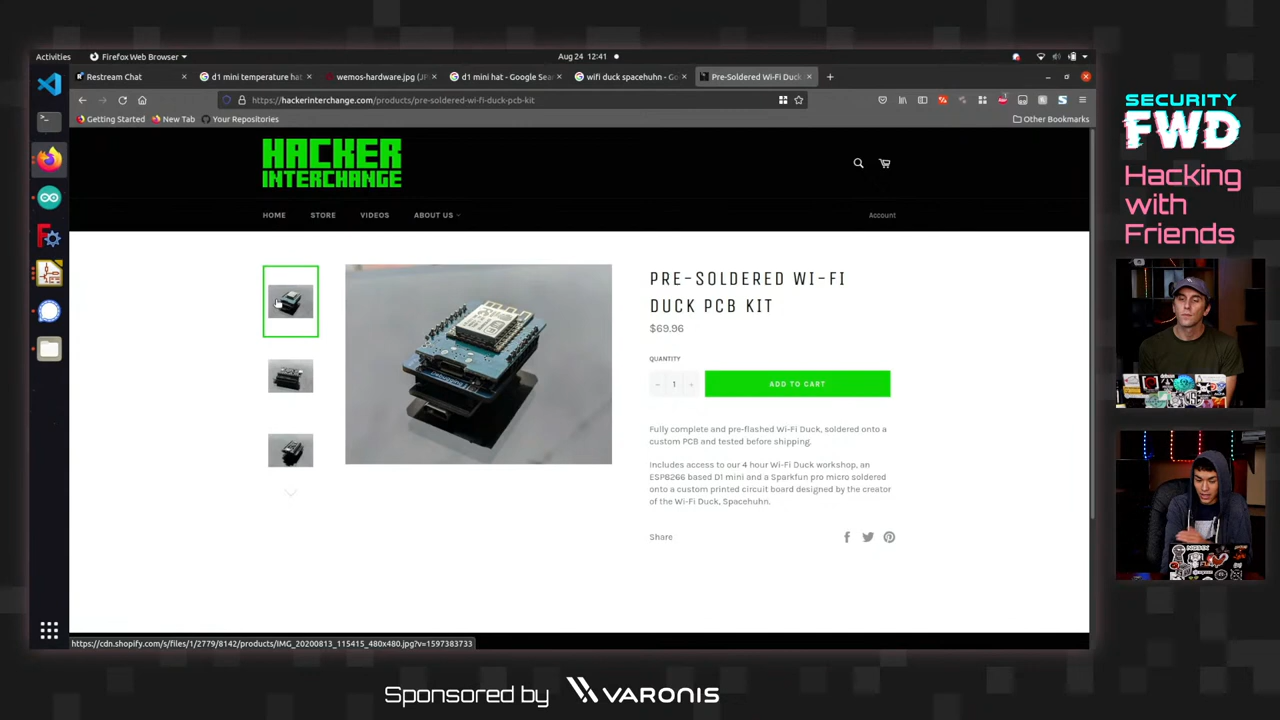 Activities
Firefox Web Browser
Aug 24 12:41
Restream Chat
d1 mini temperature hat
wemos-hardware.jpg (JP
d1 mini hat - Google Sear
wifi duck spacehuhn - Go
Pre-Soldered Wi-Fi Duck
https://hackerinterchange.com/products/pre-soldered-wi-fi-duck-pcb-kit
Getting Started
New Tab
Your Repositories
Other Bookmarks
HACKER
INTERCHANGE
HOME
STORE
VIDEOS
ABOUT US
Account
PRE-SOLDERED WI-FI
DUCK PCB KIT
$69.96
QUANTITY
1
ADD TO CART
Fully complete and pre-flashed Wi-Fi Duck, soldered onto a
custom PCB and tested before shipping.
Includes access to our 4 hour Wi-Fi Duck workshop, an
ESP8266 based D1 mini and a Sparkfun pro micro soldered
onto a custom printed circuit board designed by the creator
of the Wi-Fi Duck, Spacehuhn.
Share
https://cdn.shopify.com/s/files/1/2779/8142/products/IMG_20200813_115415_480x480.jpg?v=1597383733
SECURITY
FWD
Hacking
with
Friends
Sponsored by VARONIS